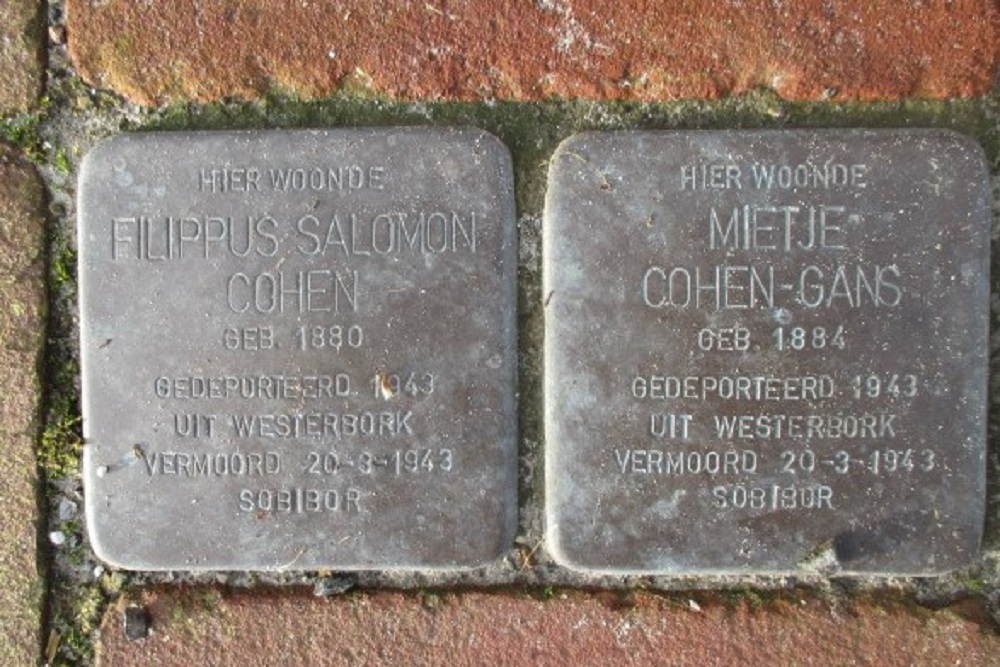 HIER WOONDE
FILIPPUS SALOMON
COHEN
GEB. 1880
GEDEPORTEERD 1943
UIT WESTERBORK
VERMOORD 20-3-1943
SOBIBOR
HIER WOONDE
MIETJE
COHEN-GANS
GEB. 1884
GEDEPORTEERD 1943
UIT WESTERBORK
VERMOORD 20-3-1943
SOBIBOR